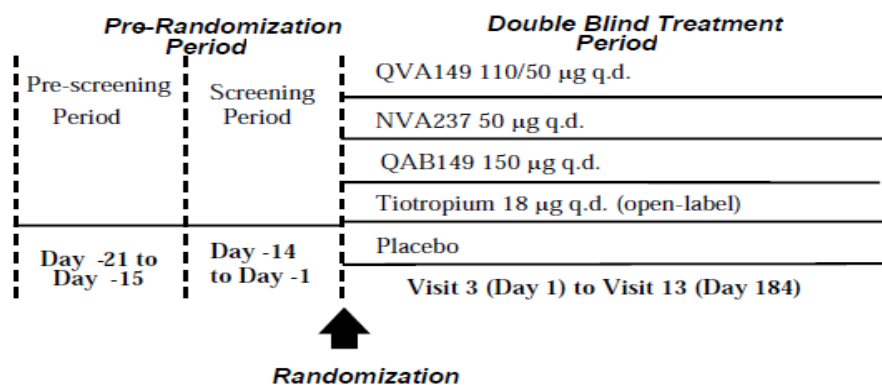 Pre-Randomization
Period
Double Blind Treatment
Period
Pre-screening
Period
Screening
Period
QVA149 110/50 µg q.d.
NVA237 50 µg q.d.
QAB149 150 µg q.d.
Tiotropium 18 µg q.d. (open-label)
Placebo
Day -21 to
Day -15
Day -14
to Day -1
Visit 3 (Day 1) to Visit 13 (Day 184)
Randomization